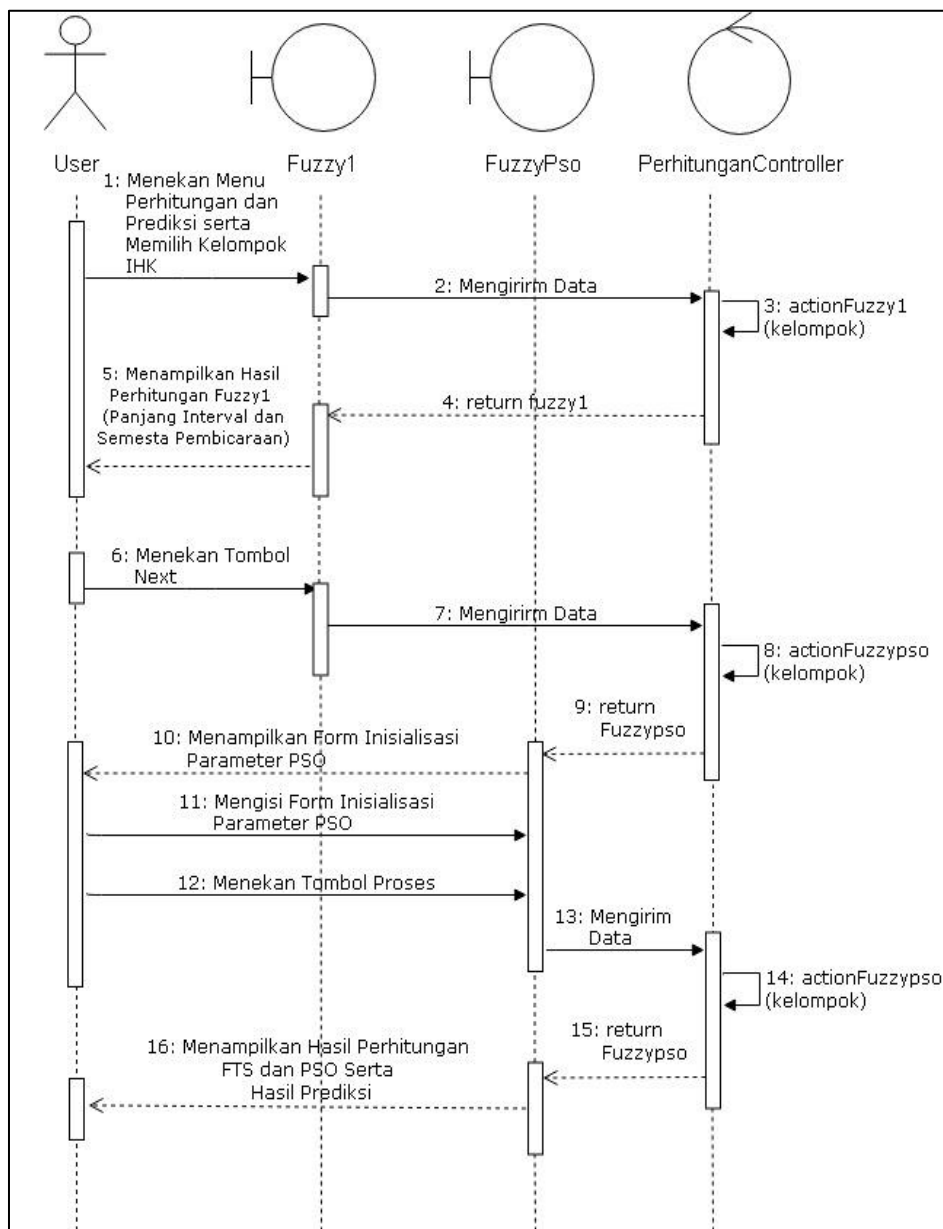 User
Fuzzy1
FuzzyPso
PerhitunganController
1: Menekan Menu
Perhitungan dan
Prediksi serta
Memilih Kelompok
IHK
2: Mengirirm Data
3: actionFuzzy1
(kelompok)
4: return fuzzy1
5: Menampilkan Hasil
Perhitungan Fuzzy1
(Panjang Interval dan
Semesta Pembicaraan)
6: Menekan Tombol
Next
7: Mengirirm Data
8: actionFuzzypso
(kelompok)
9: return
Fuzzypso
10: Menampilkan Form Inisialisasi
Parameter PSO
11: Mengisi Form Inisialisasi
Parameter PSO
12: Menekan Tombol Proses
13: Mengirim
Data
14: actionFuzzypso
(kelompok)
15: return
Fuzzypso
16: Menampilkan Hasil Perhitungan
FTS dan PSO Serta
Hasil Prediksi